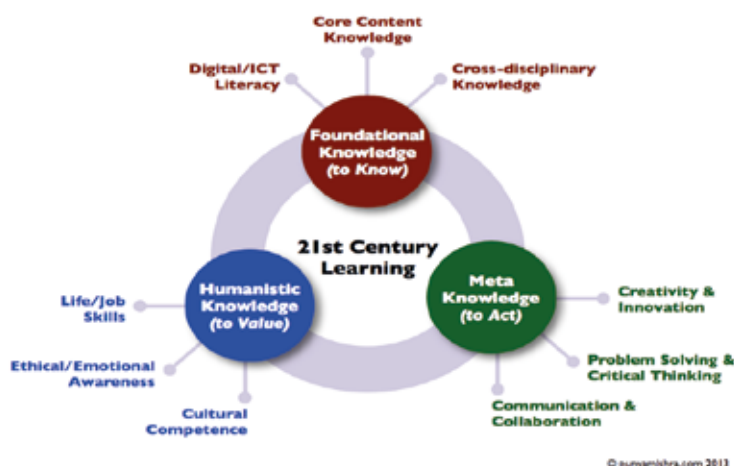 Core Content
Knowledge
Digital/ICT
Literacy
Cross-disciplinary
Knowledge
Foundational
Knowledge
(to Know)
21st Century
Learning
Humanistic
Knowledge
(to Value)
Meta
Knowledge
(to Act)
Life/Job
Skills
Ethical/Emotional
Awareness
Cultural
Competence
Creativity &
Innovation
Problem Solving &
Critical Thinking
Communication &
Collaboration
© punyamishra.com 2013